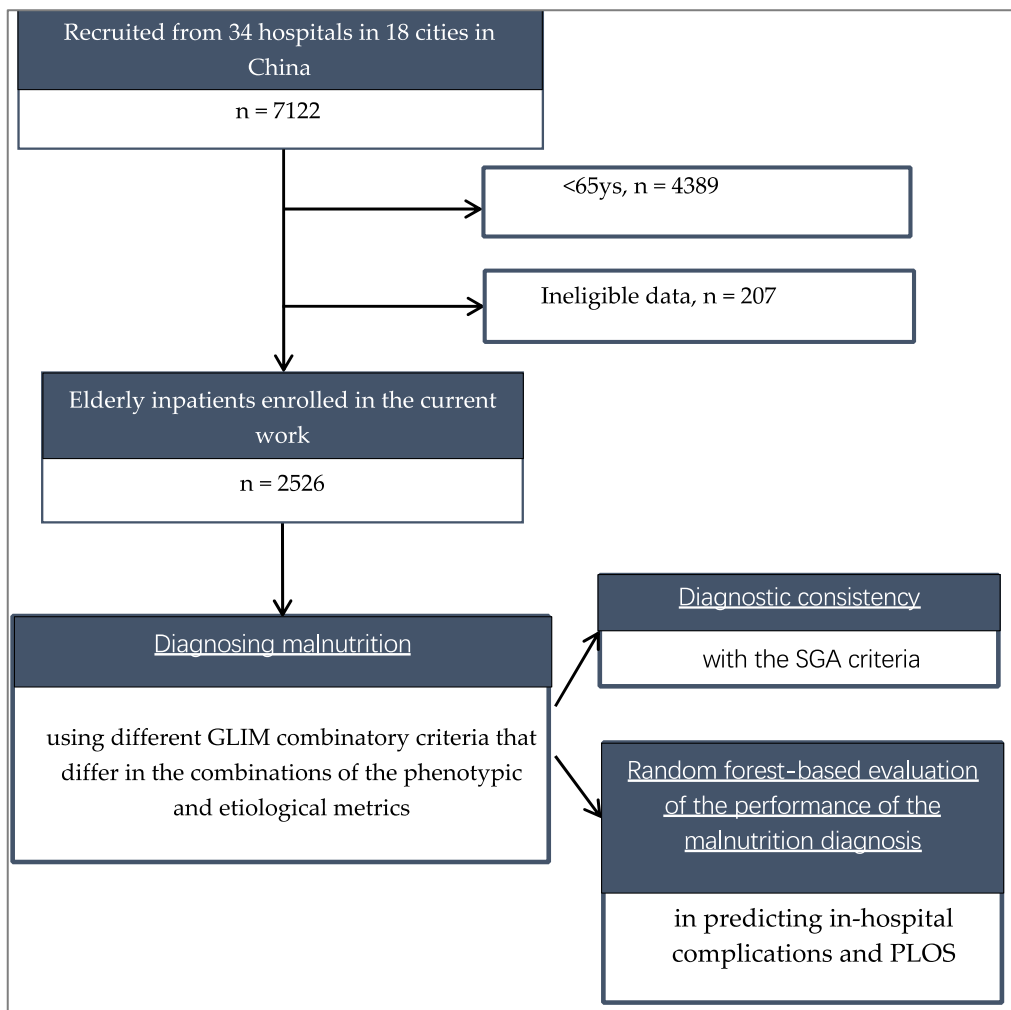 Recruited from 34 hospitals in 18 cities in
China
n = 7122
<65ys, n = 4389
Ineligible data, n = 207
Elderly inpatients enrolled in the current
work
n = 2526
Diagnosing malnutrition
using different GLIM combinatory criteria that
differ in the combinations of the phenotypic
and etiological metrics
Diagnostic consistency
with the SGA criteria
Random forest-based evaluation
of the performance of the
malnutrition diagnosis
in predicting in-hospital
complications and PLOS